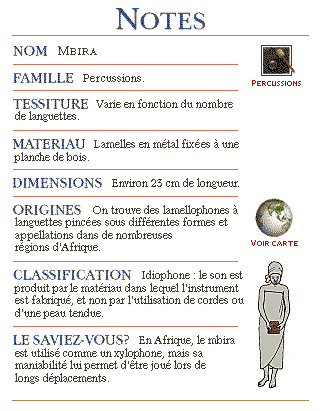 NOTES
NOM Mbira
PERCUSSIONS
FAMILLE Percussions.
TESSITURE Varie en fonction du nombre
de languettes.
MATERIAU Lamelles en métal fixées à une
planche de bois.
DIMENSIONS Environ 23 cm de longueur.
ORIGINES On trouve des lamellophones à
languettes pincées sous différentes formes et
appellations dans de nombreuses
régions d'Afrique.
VOIR CARTE
CLASSIFICATION Idiophone : le son est
produit par le matériau dans lequel l'instrument
est fabriqué, et non par l'utilisation de cordes ou
d'une peau tendue.
LE SAVIEZ-VOUS? En Afrique, le mbira
est utilisé comme un xylophone, mais sa
maniabilité lui permet d'être joué lors de
longs déplacements.